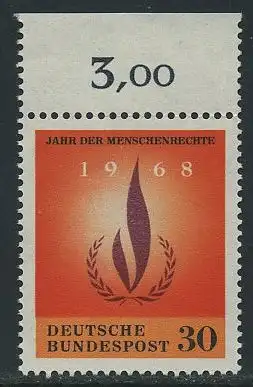 3,00
JAHR DER MENSCHENRECHTE
1968
DEUTSCHE
BUNDESPOST 30